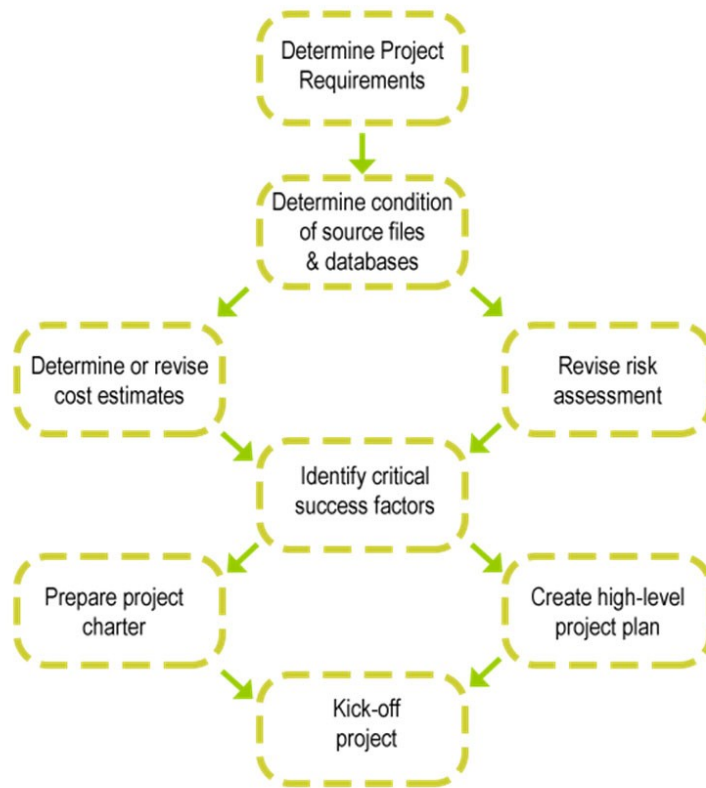 Determine Project
Requirements
Determine condition
of source files
& databases
Determine or revise
cost estimates
Revise risk
assessment
Identify critical
success factors
Prepare project
charter
Create high-level
project plan
Kick-off
project